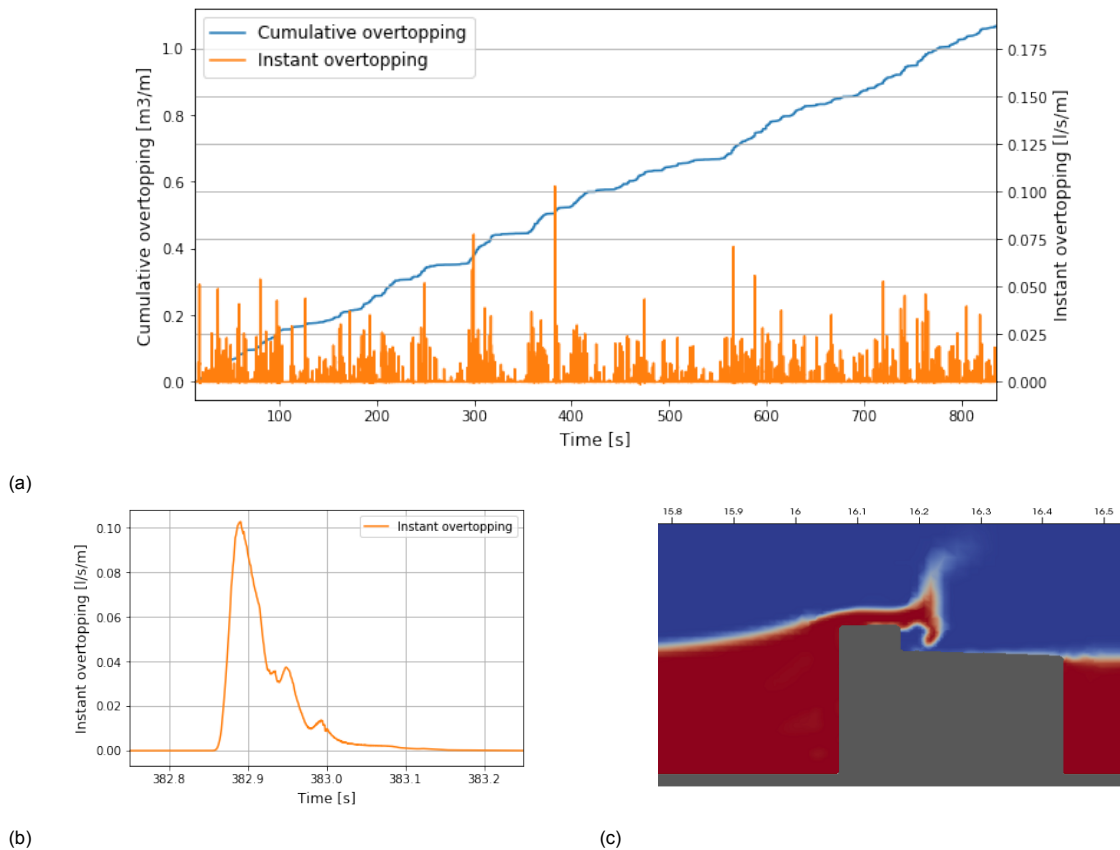 Cumulative overtopping
Instant overtopping
Cumulative overtopping [m3/m]
1.0
0.8
0.6
0.4
0.2
0.0
0.175
0.150
0.125
0.100
0.075
0.050
0.025
0.000
Instant overtopping [l/s/m]
100 200 300 400 500 600 700 800
Time [s]
(a)
Instant overtopping
Instant overtopping [l/s/m]
0.10
0.08
0.06
0.04
0.02
0.00
382.8 382.9 383.0 383.1 383.2
Time [s]
(b)
15.8 15.9 16 16.1 16.2 16.3 16.4 16.5
(c)